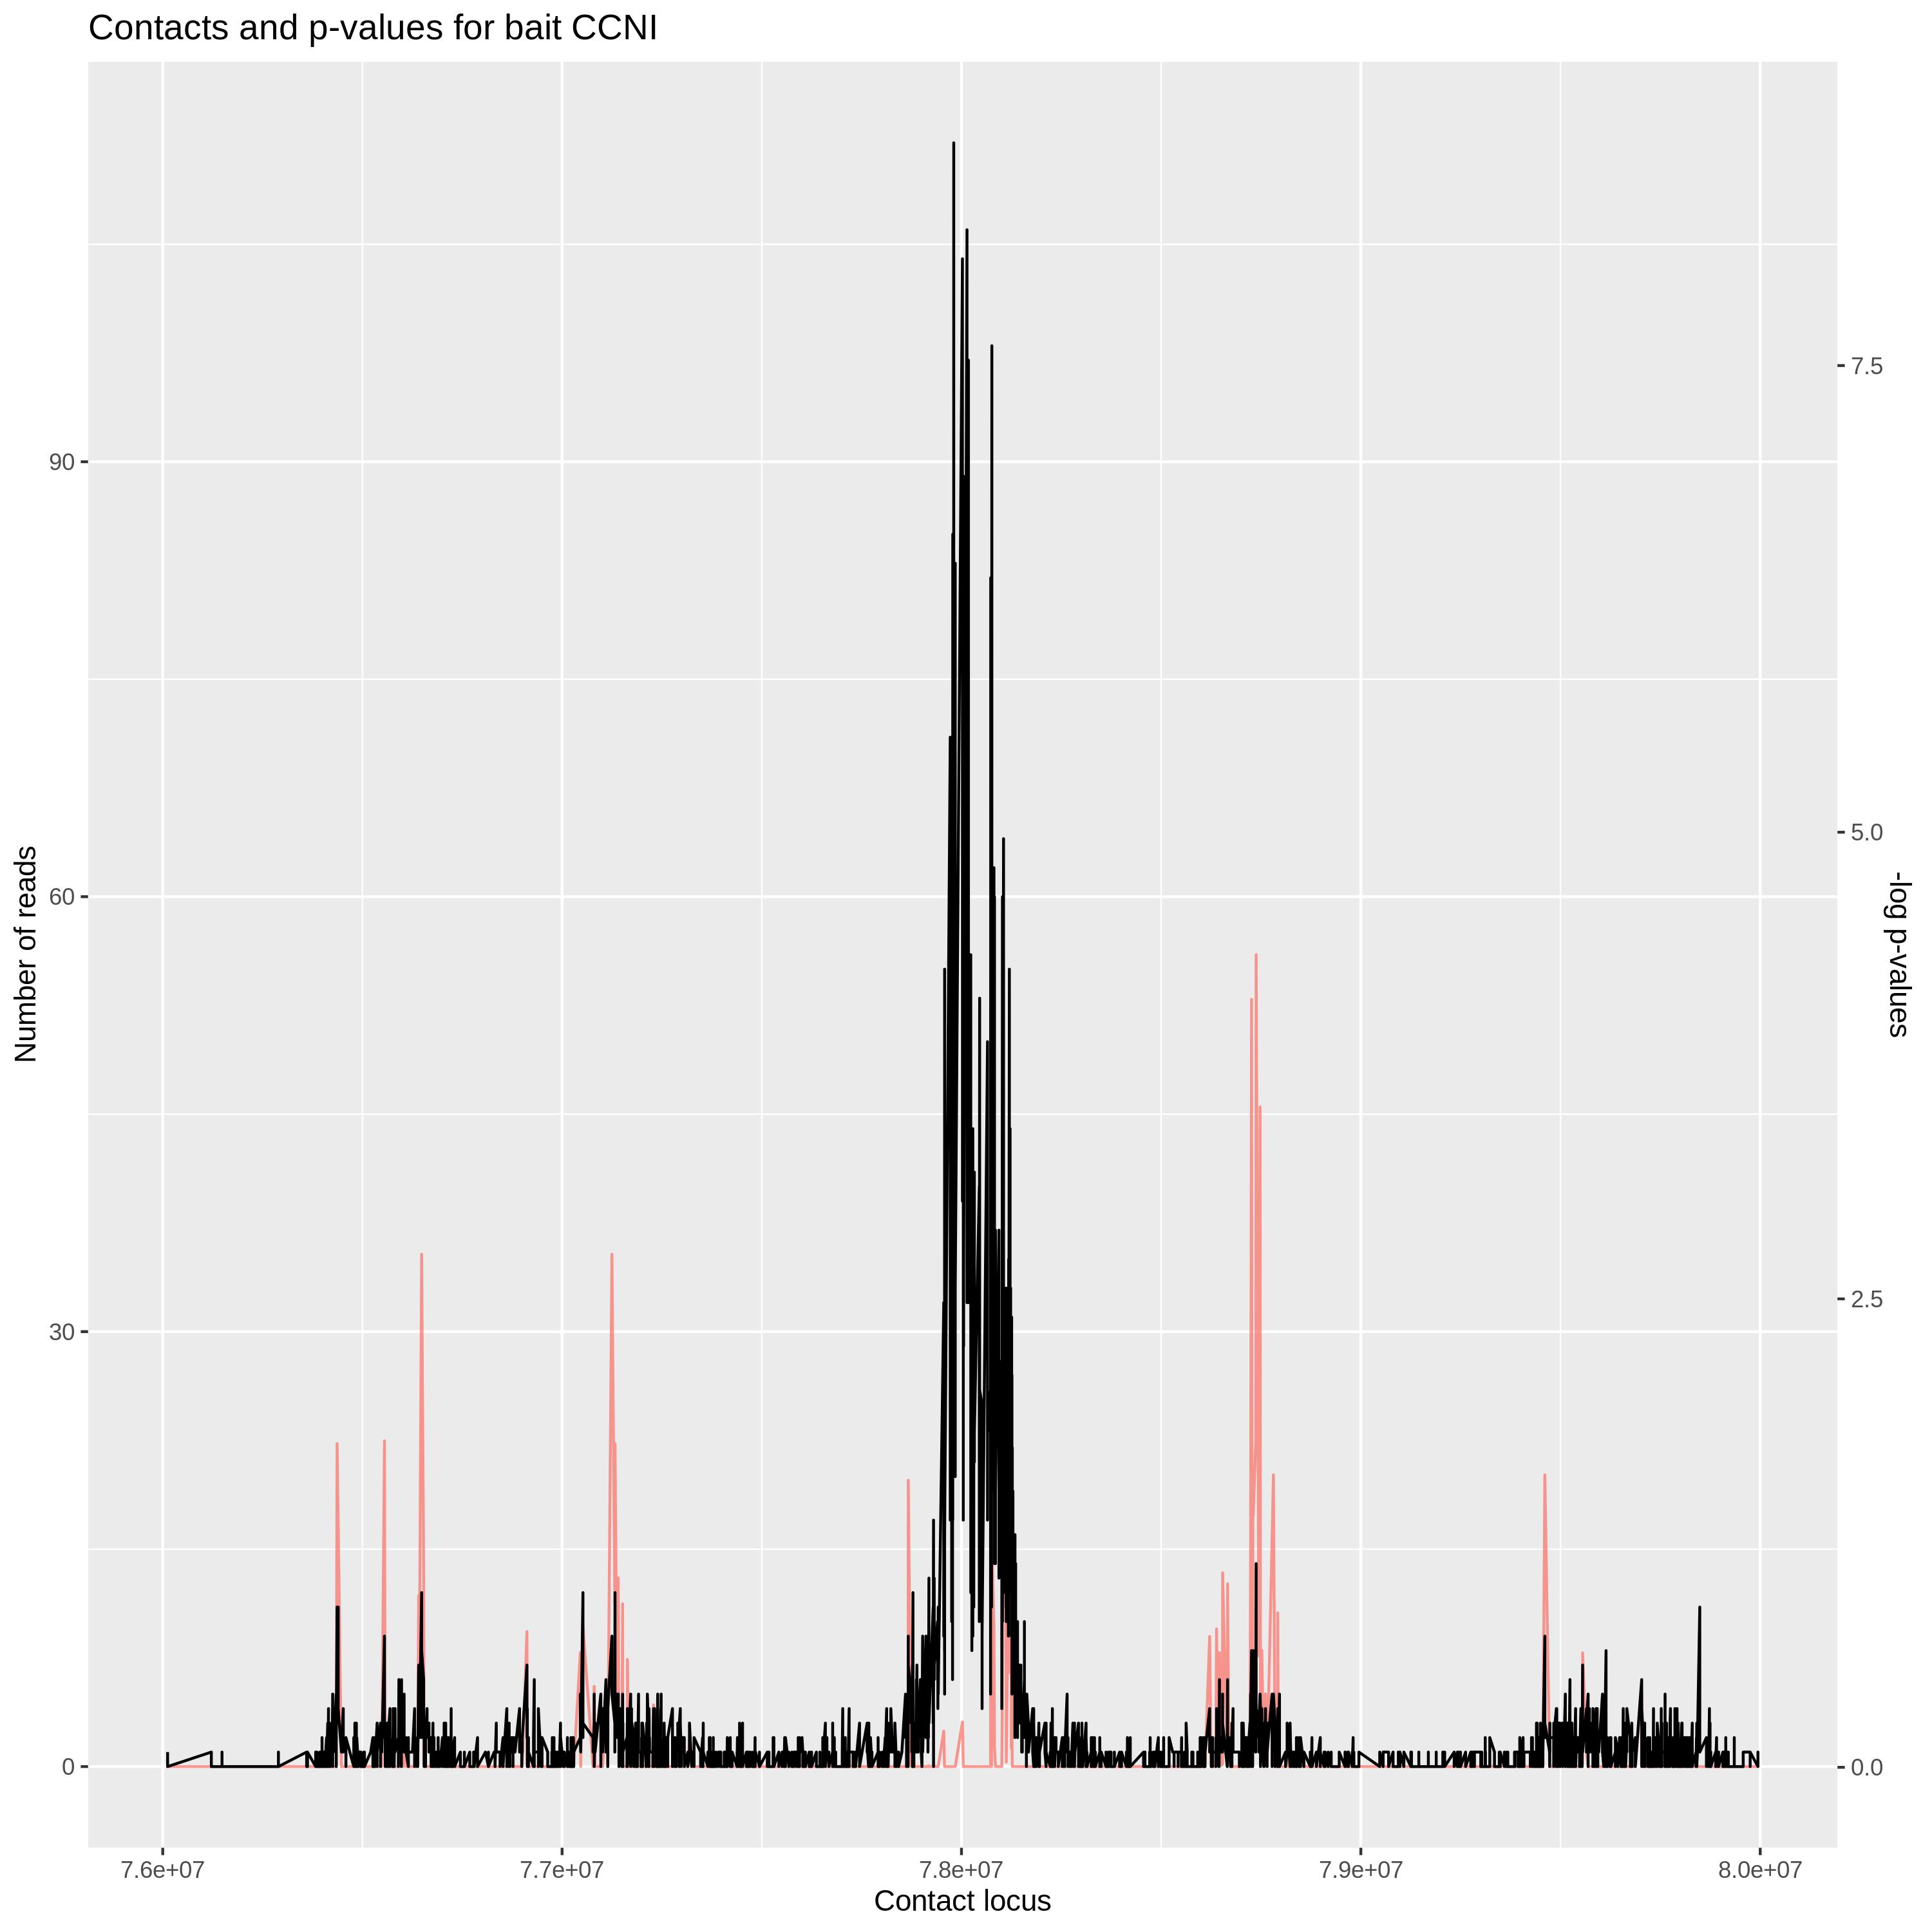 Contacts and p-values for bait CCNI
Number of reads
90
60
30
0
7.5
5.0
2.5
0.0
-log p-values
7.6e+07 7.7e+07 7.8e+07 7.9e+07 8.0e+07
Contact locus